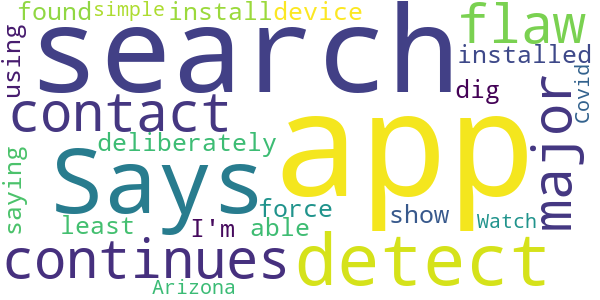 found simple install device flaw
search
using installed
contact app dig major Covid
deliberately
saying Says
least I'm able force show Watch
continues detect
Arizona